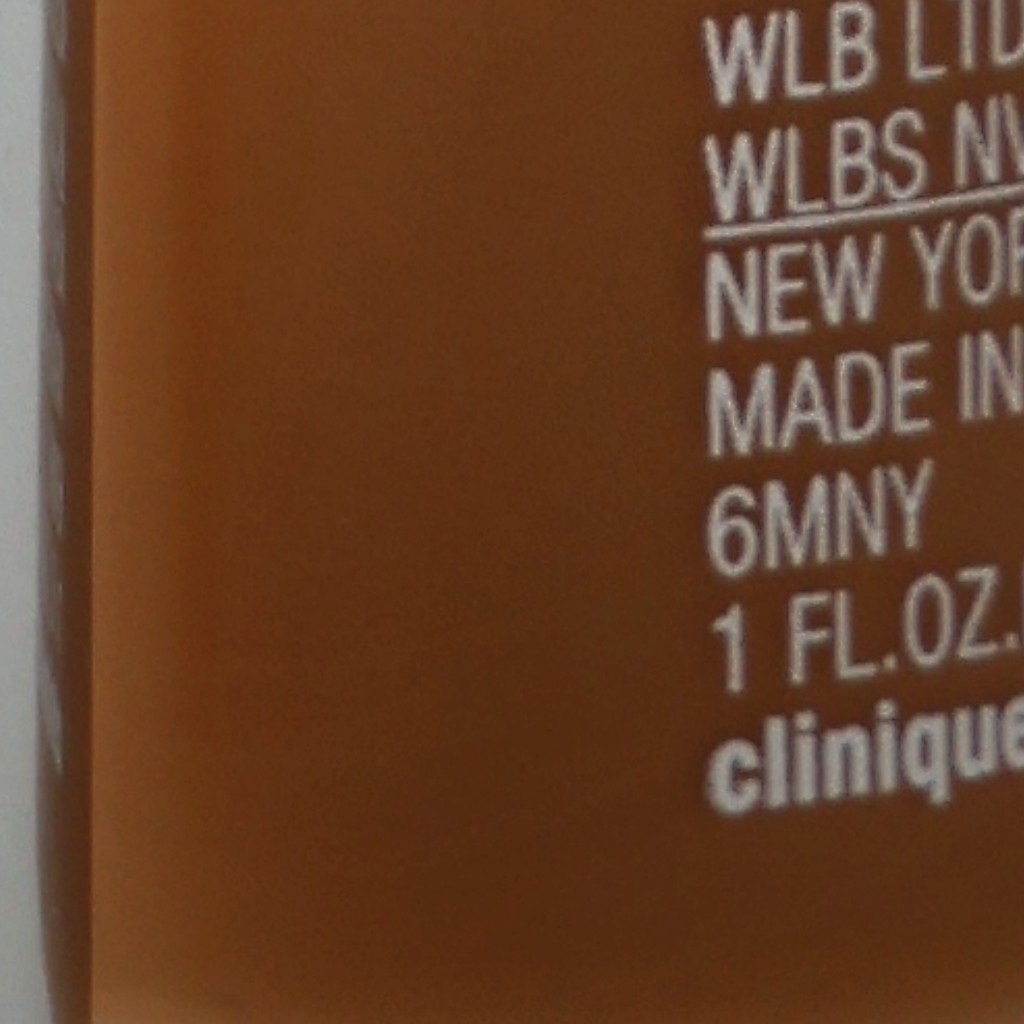 WLB LTD
WLBS NV
NEW YOR
MADE IN
6MNY
1 FL.OZ.
clinique